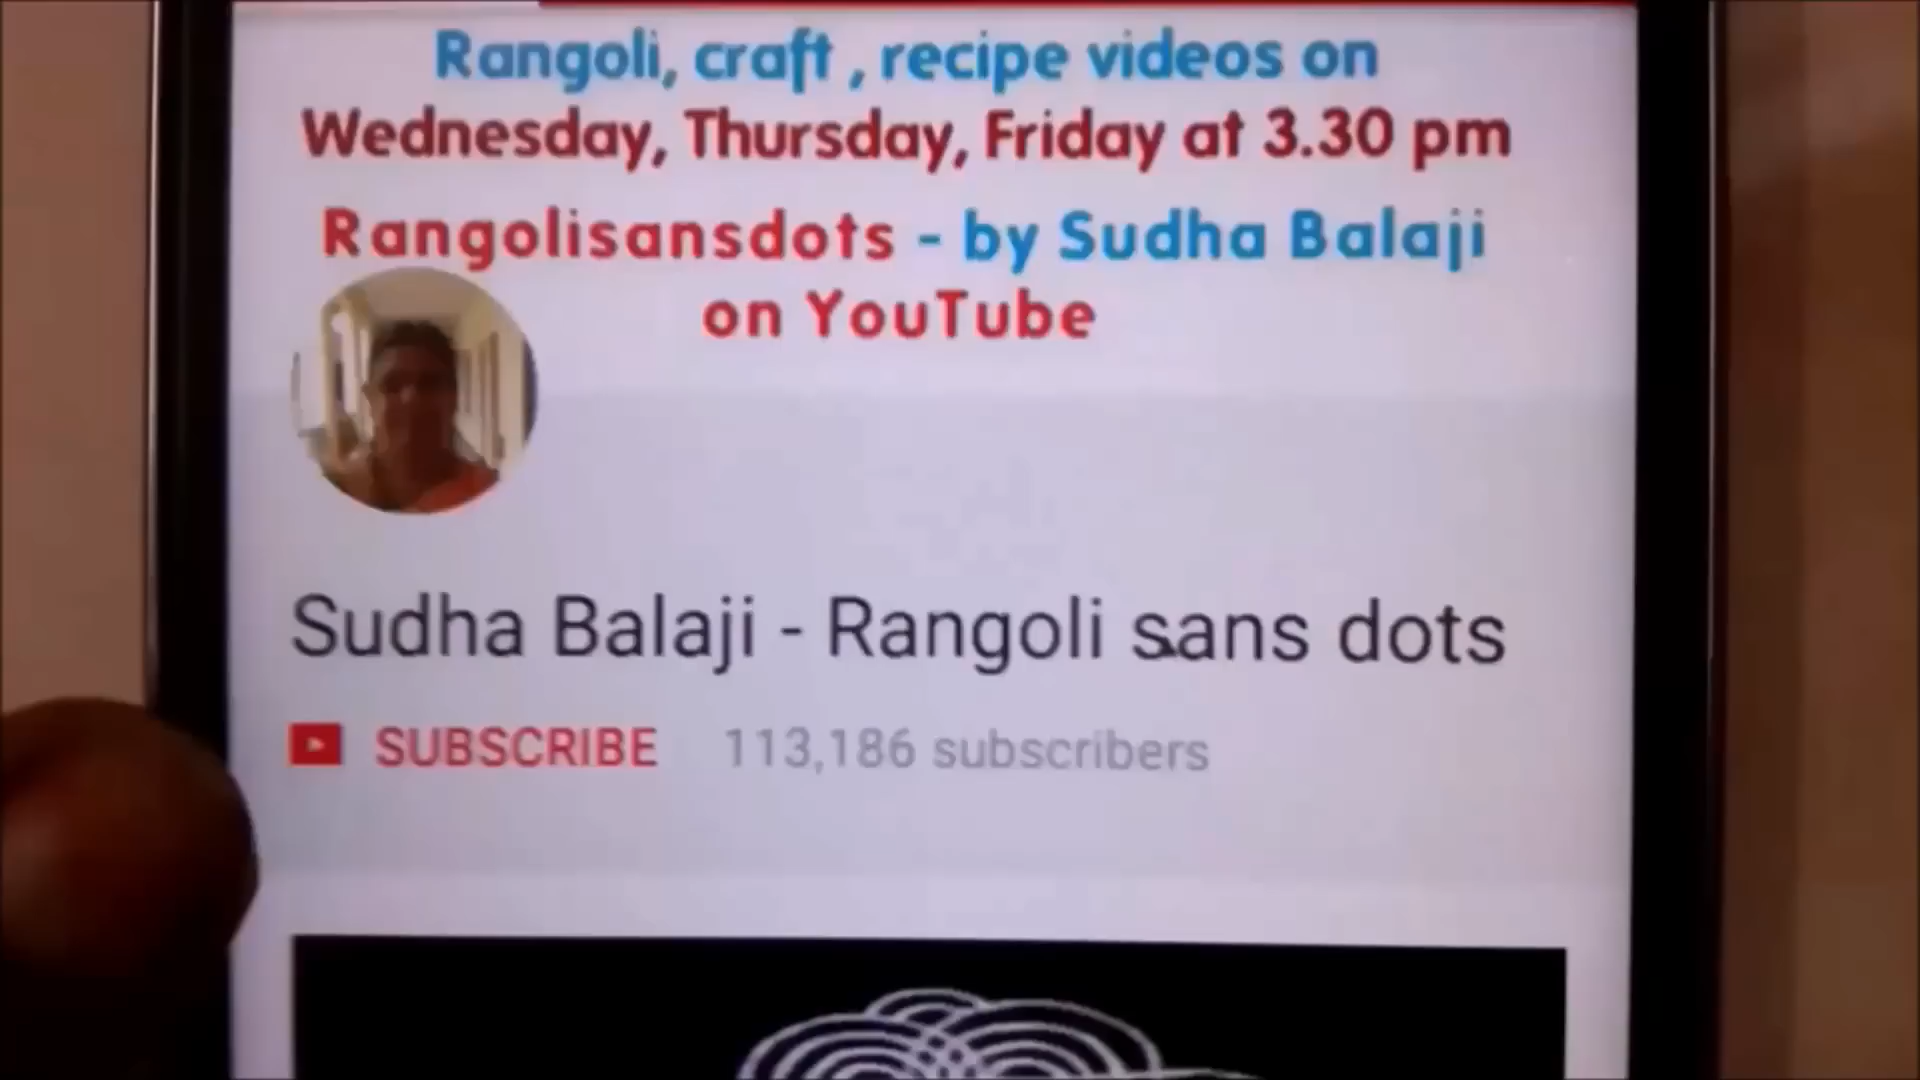 Rangoli, craft , recipe videos on
Wednesday, Thursday, Friday at 3.30 pm
Rangolisansdots - by Sudha Balaji
on YouTube
Sudha Balaji - Rangoli sans dots
SUBSCRIBE 113,186 subscribers